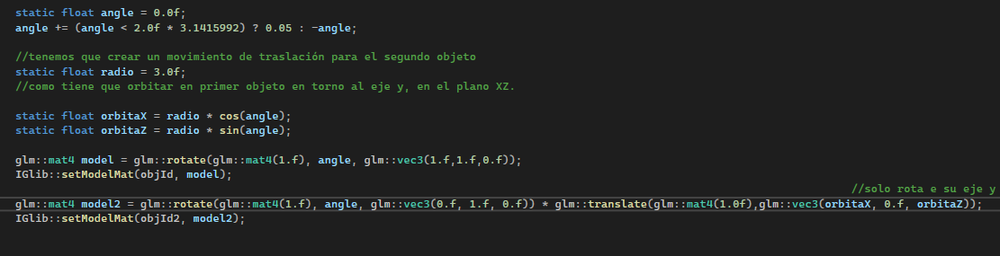 static float angle = 0.0f;
angle += (angle < 2.0f * 3.1415992) ? 0.05 : -angle;
//tenemos que crear un movimiento de traslación para el segundo objeto
static float radio = 3.0f;
//como tiene que orbitar en primer objeto en torno al eje y, en el plano XZ.
static float orbitaX = radio * cos(angle);
static float orbitaZ = radio * sin(angle);
glm::mat4 model = glm::rotate(glm::mat4(1.f), angle, glm::vec3(1.f,1.f,0.f));
IGlib::setModelMat(objId, model);
//solo rota e su eje y
glm::mat4 model2 = glm::rotate(glm::mat4(1.f), angle, glm::vec3(0.f, 1.f, 0.f)) * glm::translate(glm::mat4(1.0f),glm::vec3(orbitaX, 0.f, orbitaZ));
IGlib::setModelMat(objId2, model2);